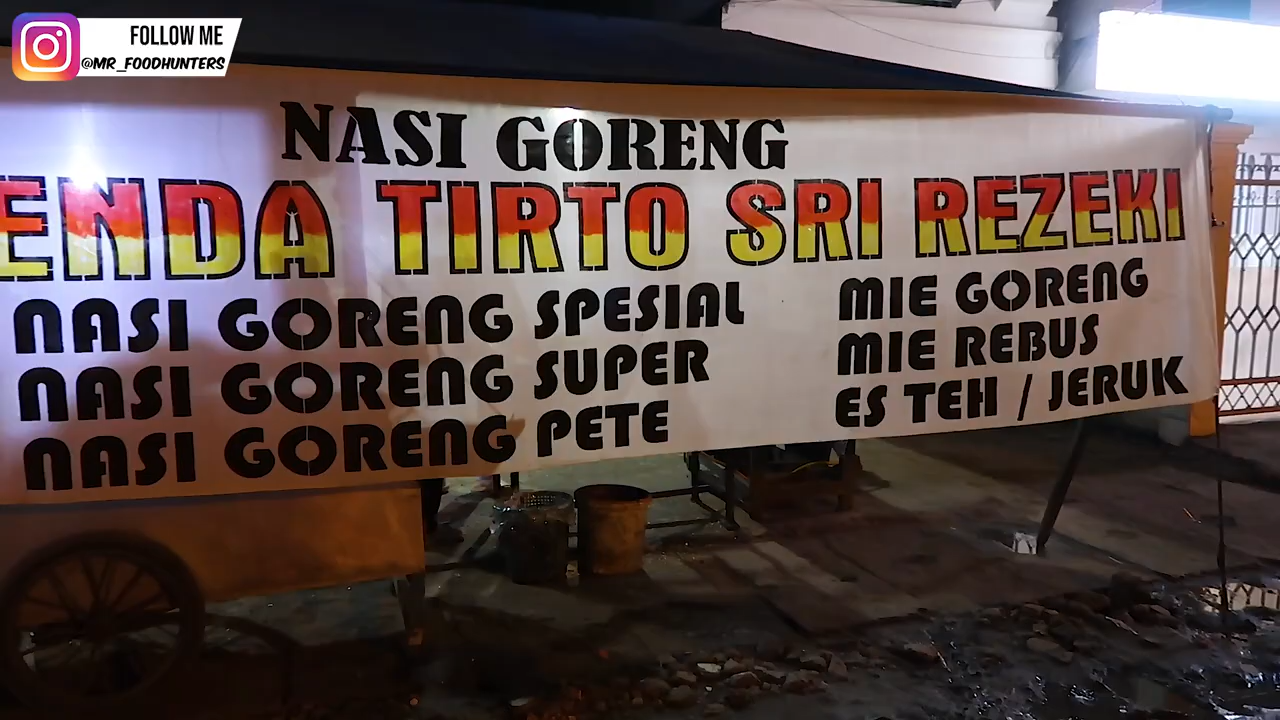 FOLLOW ME
@MR_FOODHUNTERS
NASI GORENG
ENDA TIRTO SRI REZEKI
NASI GORENG SPESIAL
NASI GORENG SUPER
NASI GORENG PETE
MIE GORENG
MIE REBUS
ES TEH / JERUK